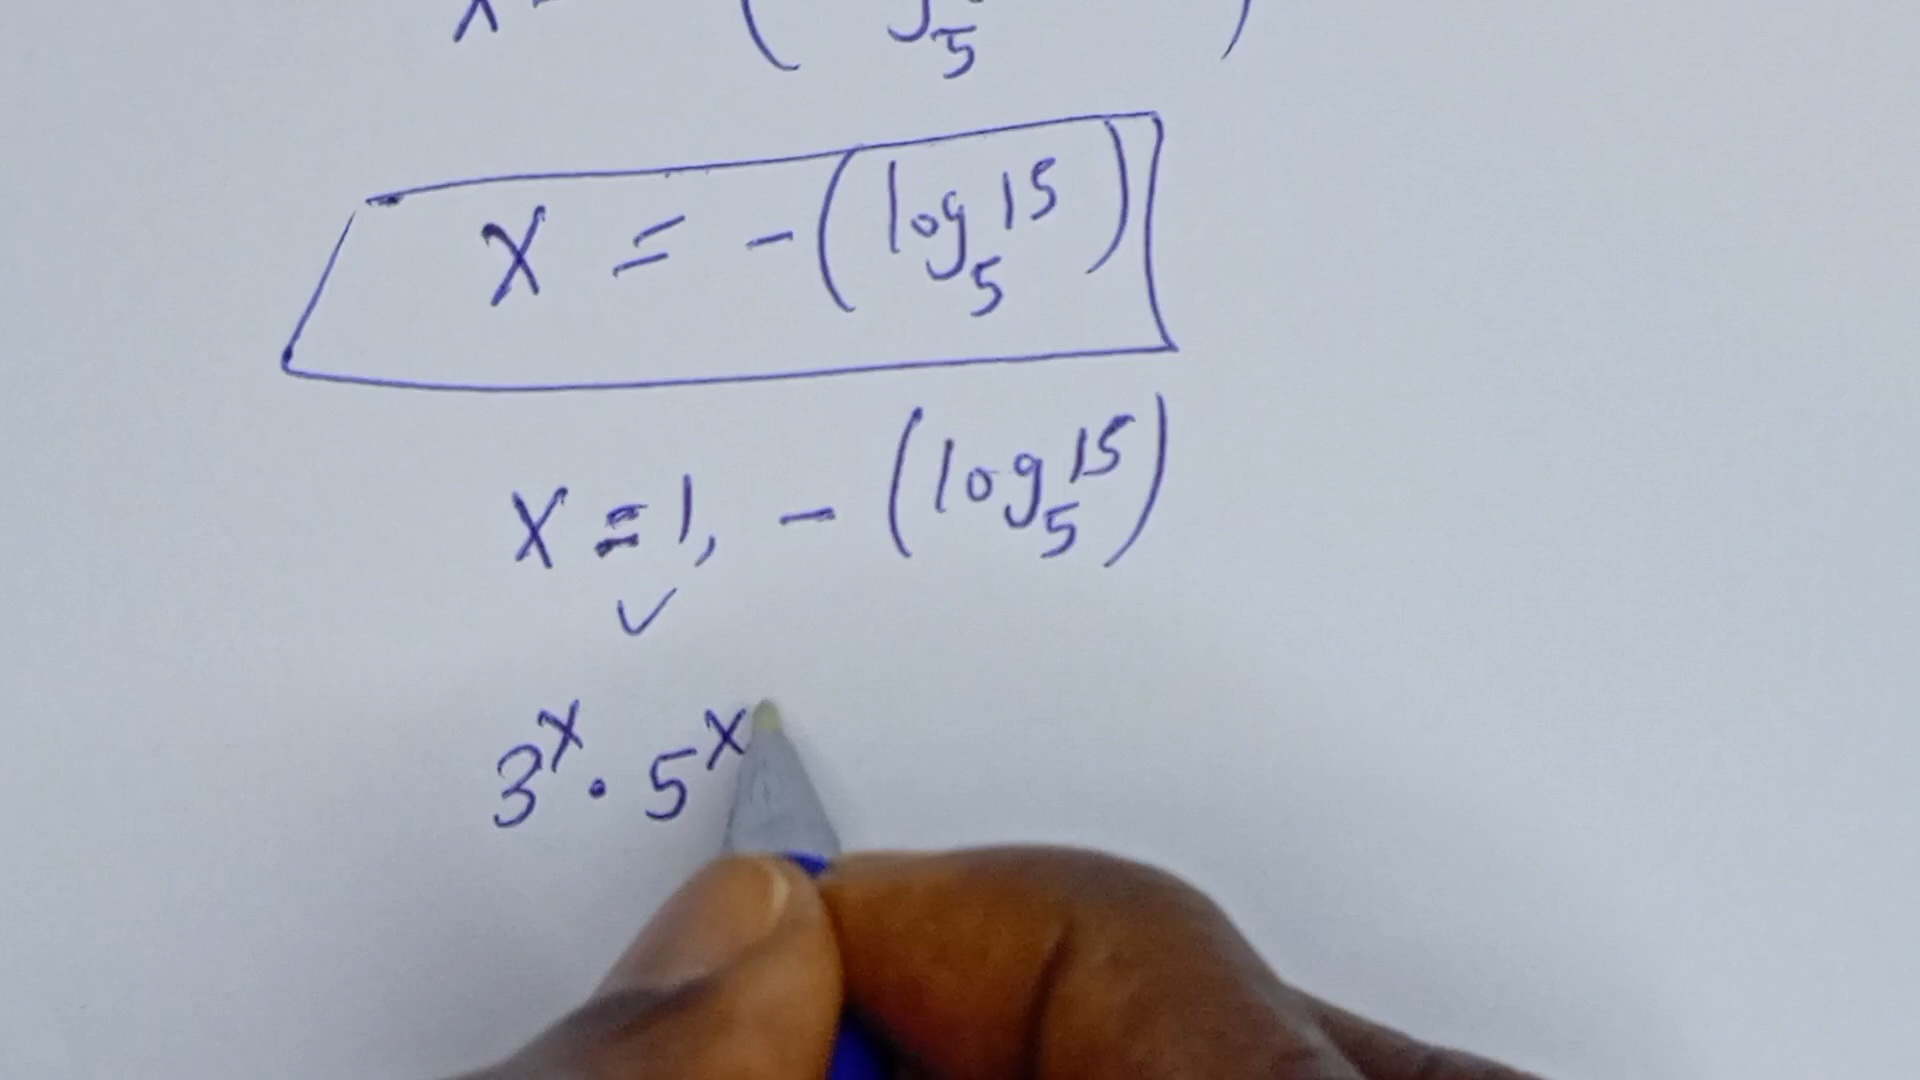 x = -(log₅15)
x = 1, -(log₅15)
✓
3ˣ · 5ˣ